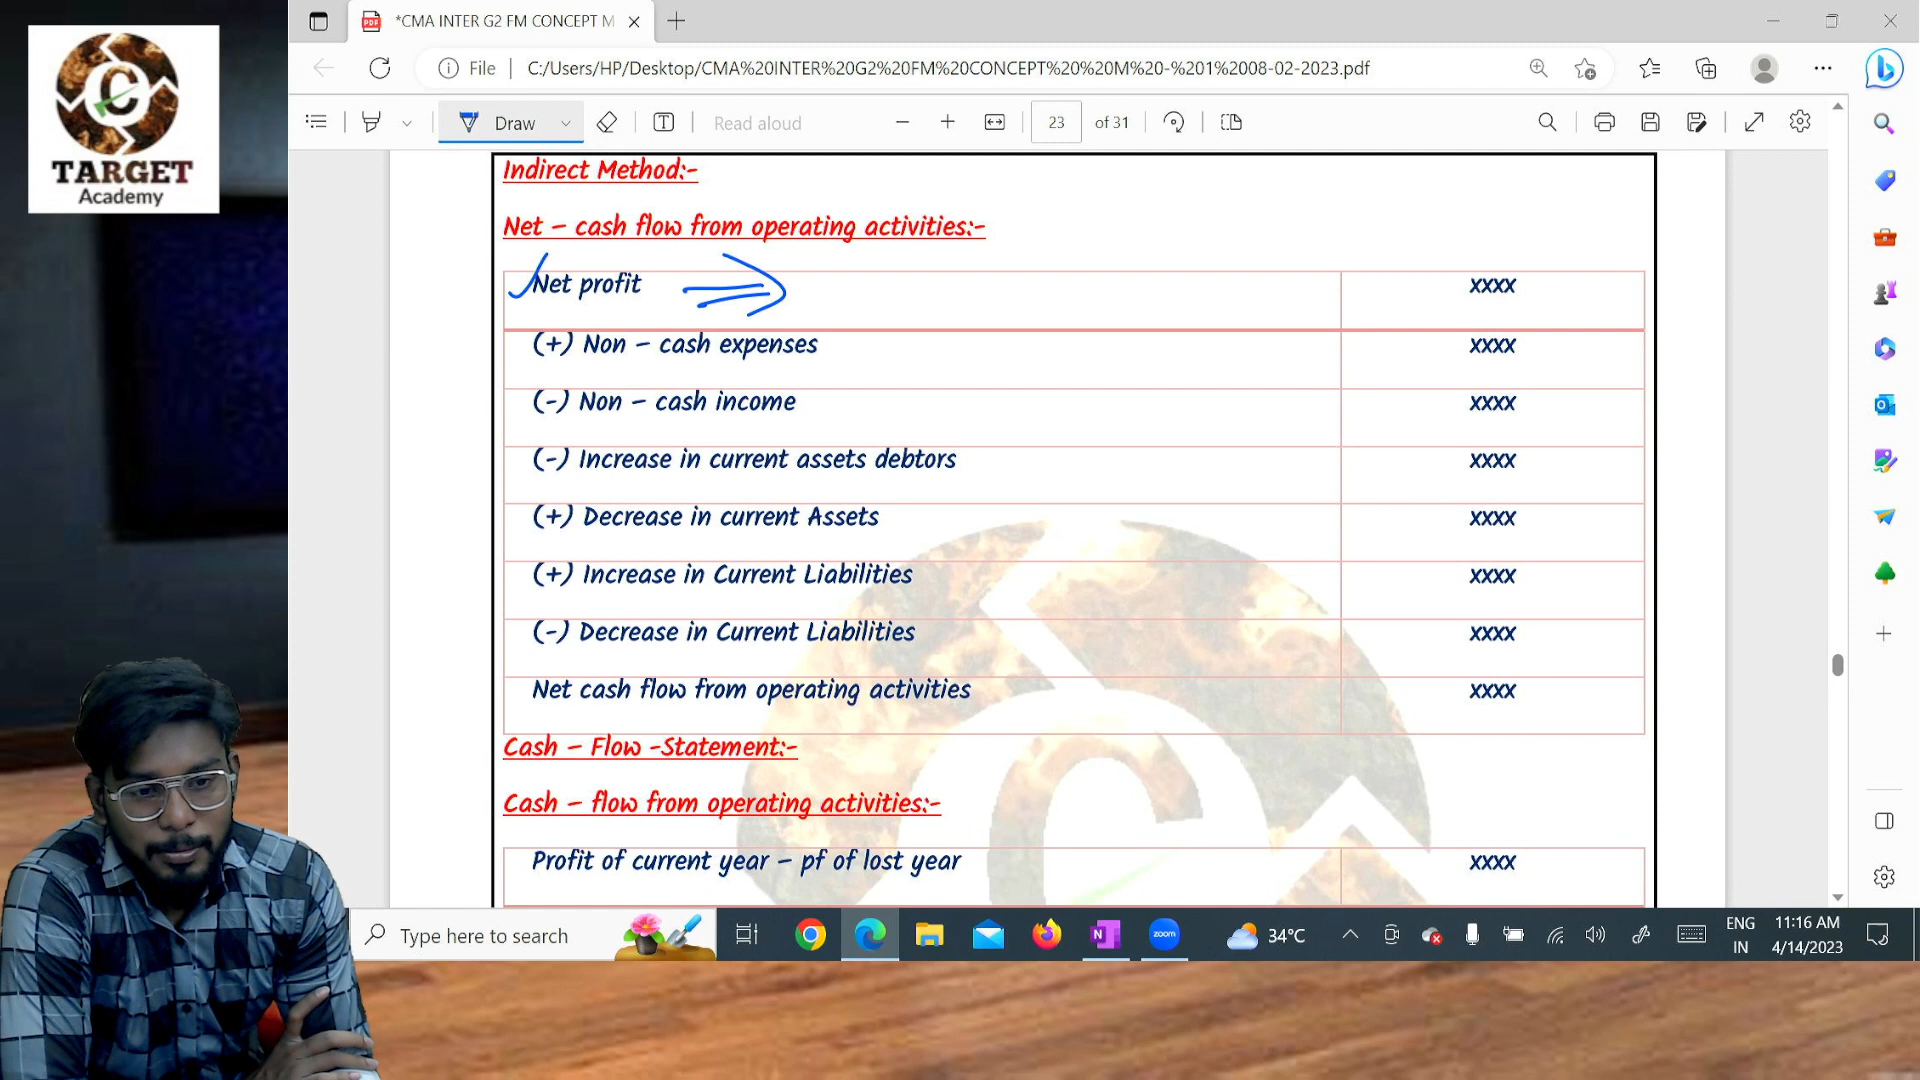 TARGET
Academy
*CMA INTER G2 FM CONCEPT M
File
C:/Users/HP/Desktop/CMA%20INTER%20G2%20FM%20CONCEPT%20%20M%20-%201%2008-02-2023.pdf
Draw
Read aloud
23 of 31
Indirect Method:-
Net – cash flow from operating activities:-
Net profit xxxx
(+) Non – cash expenses xxxx
(-) Non – cash income xxxx
(-) Increase in current assets debtors xxxx
(+) Decrease in current Assets xxxx
(+) Increase in Current Liabilities xxxx
(-) Decrease in Current Liabilities xxxx
Net cash flow from operating activities xxxx
Cash – Flow -Statement:-
Cash – flow from operating activities:-
Profit of current year – pf of lost year xxxx
Type here to search
zoom
34°C
ENG
IN
11:16 AM
4/14/2023